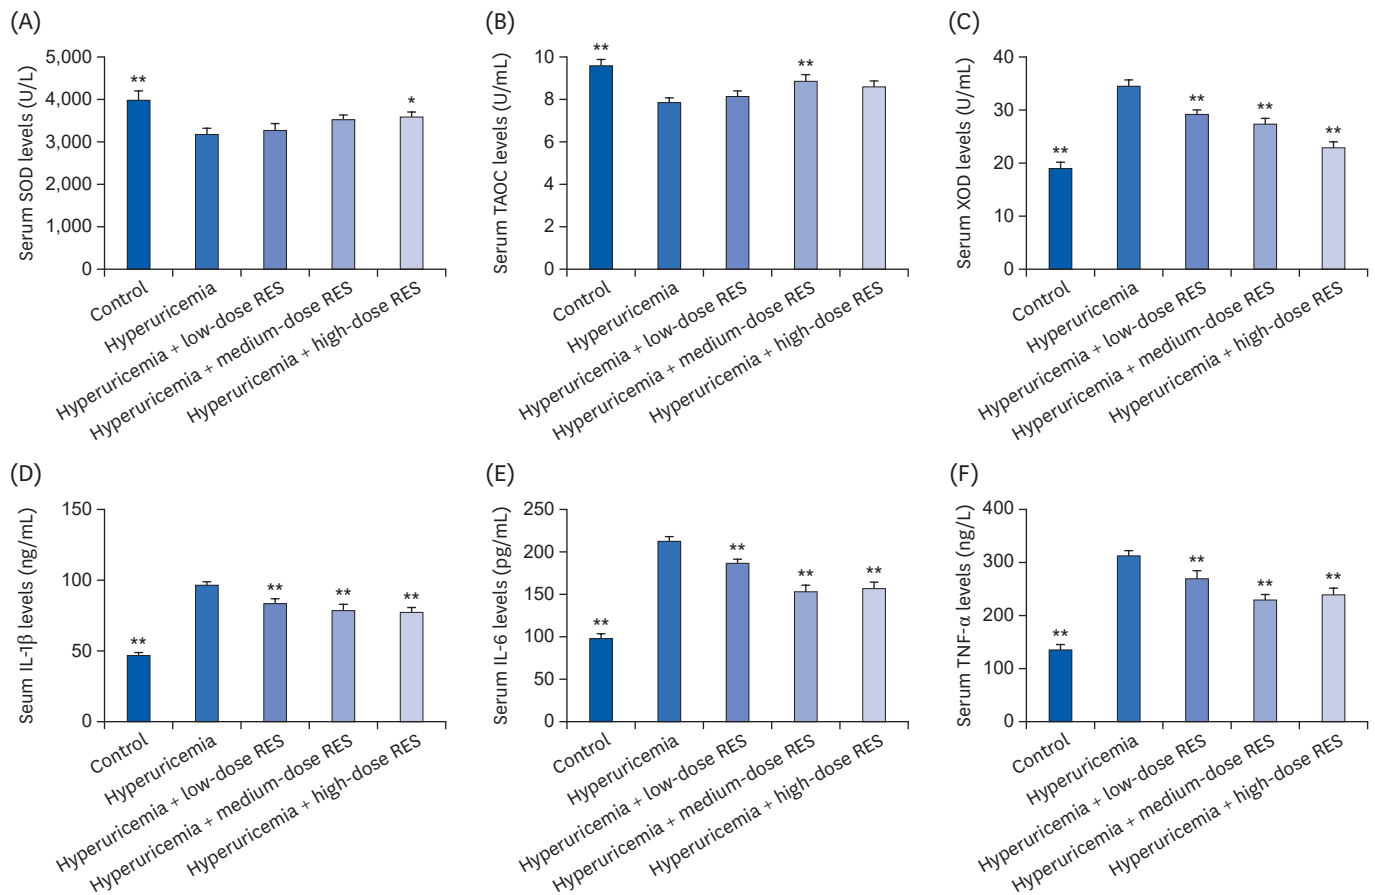 (A)
Serum SOD levels (U/L)
5,000
4,000
3,000
2,000
1,000
0
**
*
Control
Hyperuricemia
Hyperuricemia + low-dose RES
Hyperuricemia + medium-dose RES
Hyperuricemia + high-dose RES
(B)
Serum TAOC levels (U/mL)
10
8
6
4
2
0
**
**
Control
Hyperuricemia
Hyperuricemia + low-dose RES
Hyperuricemia + medium-dose RES
Hyperuricemia + high-dose RES
(C)
Serum XOD levels (U/mL)
40
30
20
10
0
**
**
**
**
Control
Hyperuricemia
Hyperuricemia + low-dose RES
Hyperuricemia + medium-dose RES
Hyperuricemia + high-dose RES
(D)
Seum IL-1β levels (ng/mL)
150
100
50
0
**
**
**
**
Control
Hyperuricemia
Hyperuricemia + low-dose RES
Hyperuricemia + medium-dose RES
Hyperuricemia + high-dose RES
(E)
Serum IL-6 levels (pg/mL)
250
200
150
100
50
0
**
**
**
**
Control
Hyperuricemia
Hyperuricemia + low-dose RES
Hyperuricemia + medium-dose RES
Hyperuricemia + high-dose RES
(F)
Serum TNF-α levels (ng/L)
400
300
200
100
0
**
**
**
**
Control
Hyperuricemia
Hyperuricemia + low-dose RES
Hyperuricemia + medium-dose RES
Hyperuricemia + high-dose RES